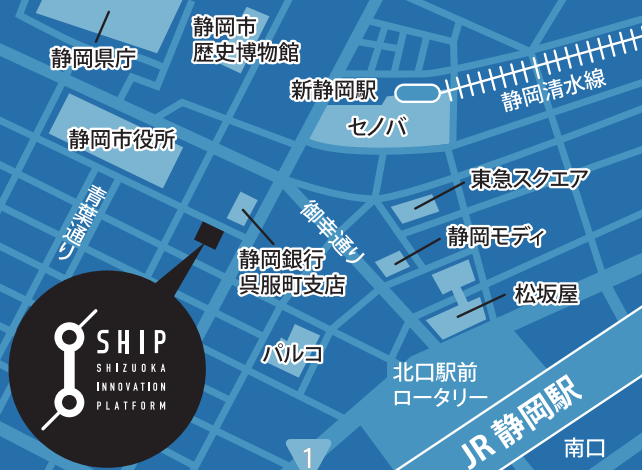 静岡県庁
静岡市
歴史博物館
新静岡駅
静岡清水線
セノバ
静岡市役所
東急スクエア
青葉通り
御幸通り
静岡モディ
静岡銀行
呉服町支店
松坂屋
SHIP
SHIZUOKA
INNOVATION
PLATFORM
パルコ
北口駅前
ロータリー
JR 静岡駅
南口
1